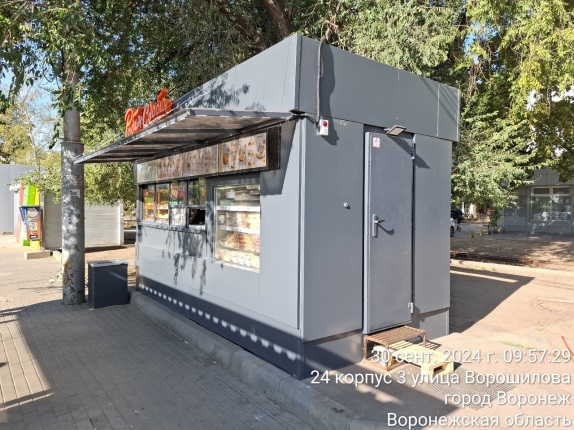 30 сент. 2024 г. 09:57:29
24 корпус 3 улица Ворошилова
город Воронеж
Воронежская область